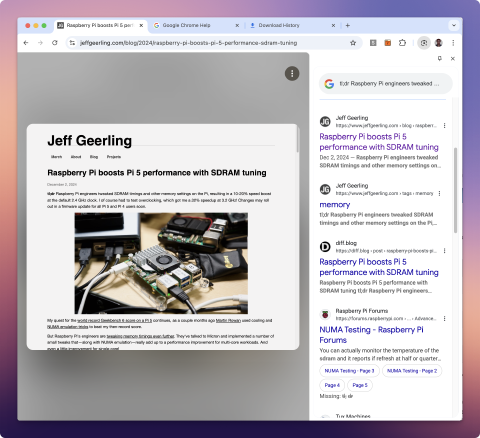 Raspberry Pi boosts Pi 5 perf
Google Chrome Help
Download History
jeffgeerling.com/blog/2024/raspberry-pi-boosts-pi-5-performance-sdram-tuning
Jeff Geerling
Merch About Blog Projects
Raspberry Pi boosts Pi 5 performance with SDRAM tuning
December 2, 2024
tl;dr Raspberry Pi engineers tweaked SDRAM timings and other memory settings on the Pi, resulting in a 10-20% speed boost
at the default 2.4 GHz clock. I of course had to test overclocking, which got me a 32% speedup at 3.2 GHz! Changes may roll
out in a firmware update for all Pi 5 and Pi 4 users soon.
My quest for the world record Geekbench 6 score on a Pi 5 continues, as a couple months ago Martin Rowan used cooling and
NUMA emulation tricks to beat my then-record score.
But Raspberry Pi's engineers are tweaking memory timings even further. They've talked to Micron and implemented a number of
small tweaks that—along with NUMA emulation—really add up to a performance improvement for multi-core workloads. And
even a little improvement for single core!
tl;dr Raspberry Pi engineers tweaked ...
Jeff Geerling
https://www.jeffgeerling.com › blog › raspberr...
Raspberry Pi boosts Pi 5
performance with SDRAM tuning
Dec 2, 2024 — Raspberry Pi engineers tweaked
SDRAM timings and other memory settings on
Jeff Geerling
https://www.jeffgeerling.com › tags › memory
memory
tl;dr Raspberry Pi engineers tweaked SDRAM
timings and other memory settings on the Pi,...
diff.blog
https://diff.blog › post › raspberry-pi-boosts-pi...
Raspberry Pi boosts Pi 5
performance with SDRAM tuning
Raspberry Pi boosts Pi 5 performance with
SDRAM tuning tl;dr Raspberry Pi engineers...
Raspberry Pi Forums
https://forums.raspberrypi.com › ... › Advance...
NUMA Testing - Raspberry Pi
Forums
You can actually monitor the temperature of the
sdram and it reports if refresh at half or quarter...
NUMA Testing - Page 3
NUMA Testing - Page 2
Page 4
Page 5
Missing: tl; dr
Tux Machines